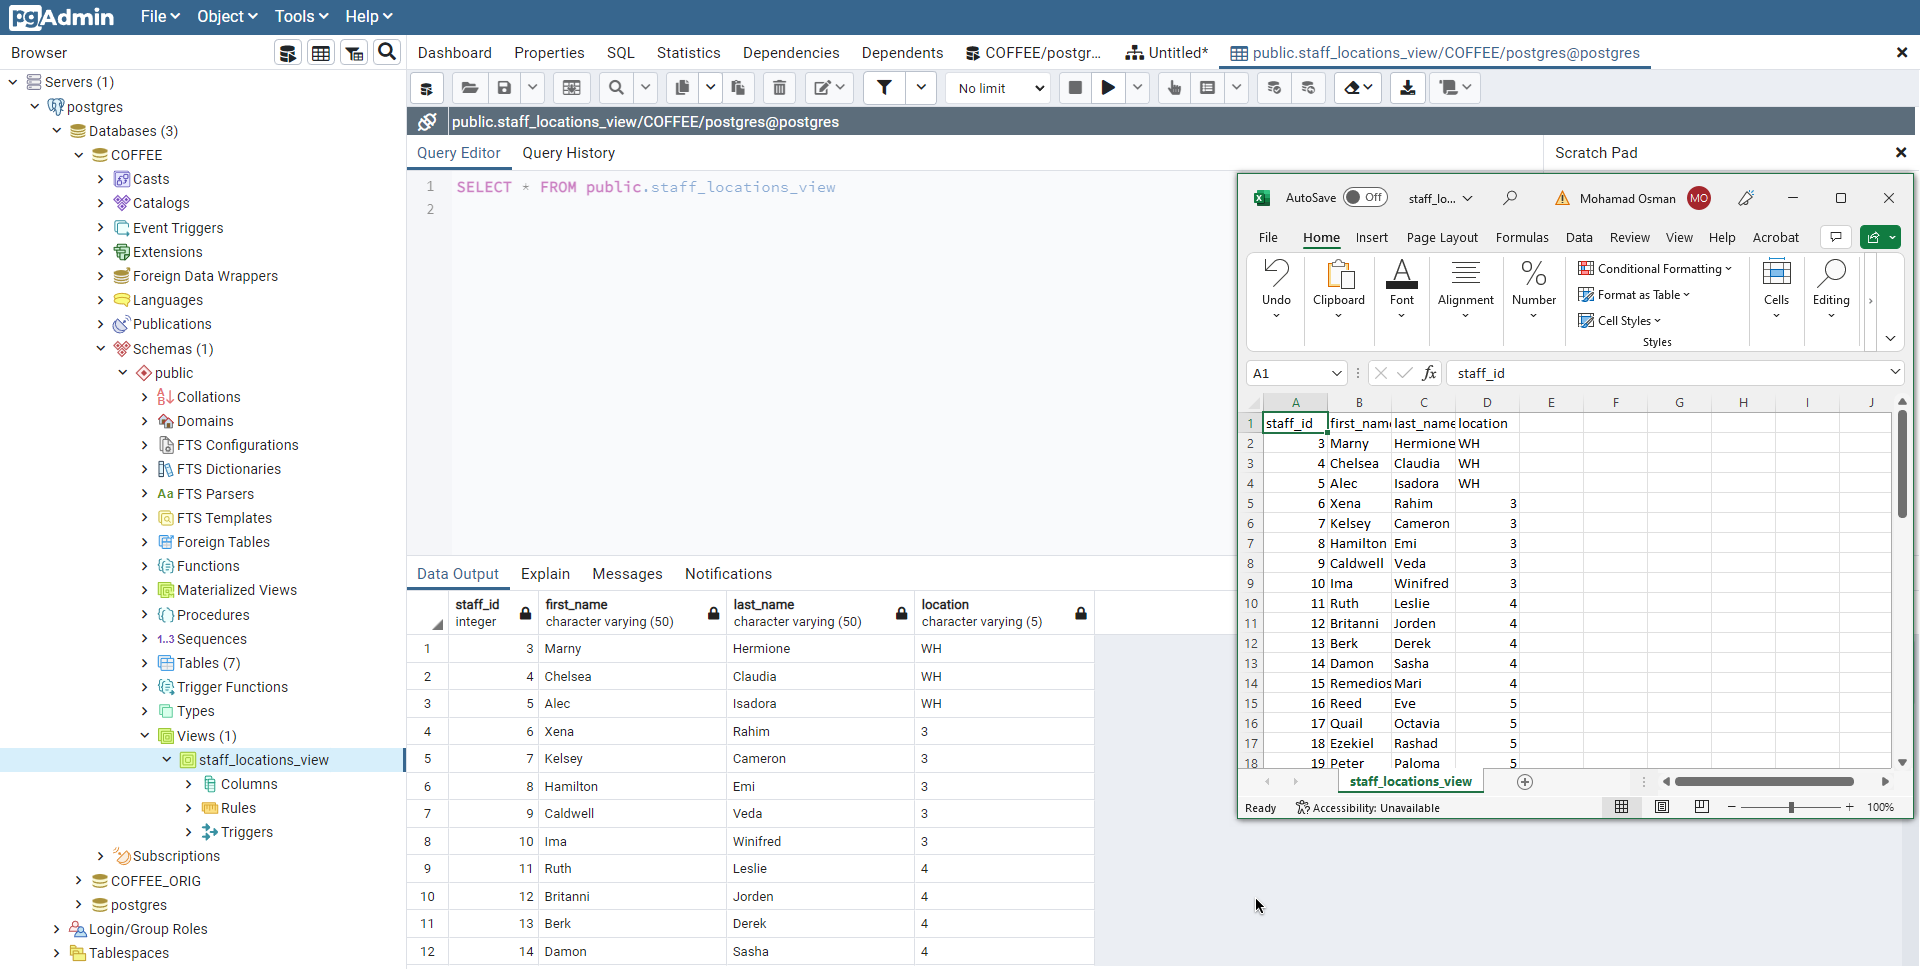 pgAdmin File Object Tools Help
Browser
Dashboard Properties SQL Statistics Dependencies Dependents COFFEE/postgr... Untitled* public.staff_locations_view/COFFEE/postgres@postgres
Servers (1)
postgres
Databases (3)
COFFEE
Casts
Catalogs
Event Triggers
Extensions
Foreign Data Wrappers
Languages
Publications
Schemas (1)
public
Collations
Domains
FTS Configurations
FTS Dictionaries
Aa FTS Parsers
FTS Templates
Foreign Tables
Functions
Materialized Views
Procedures
1..3 Sequences
Tables (7)
Trigger Functions
Types
Views (1)
staff_locations_view
Columns
Rules
Triggers
Subscriptions
COFFEE_ORIG
postgres
Login/Group Roles
Tablespaces
No limit
public.staff_locations_view/COFFEE/postgres@postgres
Query Editor Query History
Scratch Pad
1 SELECT * FROM public.staff_locations_view
2
Data Output Explain Messages Notifications
staff_id first_name last_name location
integer character varying (50) character varying (50) character varying (5)
1 3 Marny Hermione WH
2 4 Chelsea Claudia WH
3 5 Alec Isadora WH
4 6 Xena Rahim 3
5 7 Kelsey Cameron 3
6 8 Hamilton Emi 3
7 9 Caldwell Veda 3
8 10 Ima Winifred 3
9 11 Ruth Leslie 4
10 12 Britanni Jorden 4
11 13 Berk Derek 4
12 14 Damon Sasha 4
AutoSave Off staff_lo... Mohamad Osman MO
File Home Insert Page Layout Formulas Data Review View Help Acrobat
Undo Clipboard Font Alignment Number
Conditional Formatting
Format as Table
Cell Styles
Styles
Cells Editing
A1 fx staff_id
A B C D E F G H I J
1 staff_id first_name last_name location
2 3 Marny Hermione WH
3 4 Chelsea Claudia WH
4 5 Alec Isadora WH
5 6 Xena Rahim 3
6 7 Kelsey Cameron 3
7 8 Hamilton Emi 3
8 9 Caldwell Veda 3
9 10 Ima Winifred 3
10 11 Ruth Leslie 4
11 12 Britanni Jorden 4
12 13 Berk Derek 4
13 14 Damon Sasha 4
14 15 Remedios Mari 4
15 16 Reed Eve 5
16 17 Quail Octavia 5
17 18 Ezekiel Rashad 5
18 19 Peter Paloma 5
staff_locations_view
Ready Accessibility: Unavailable 100%